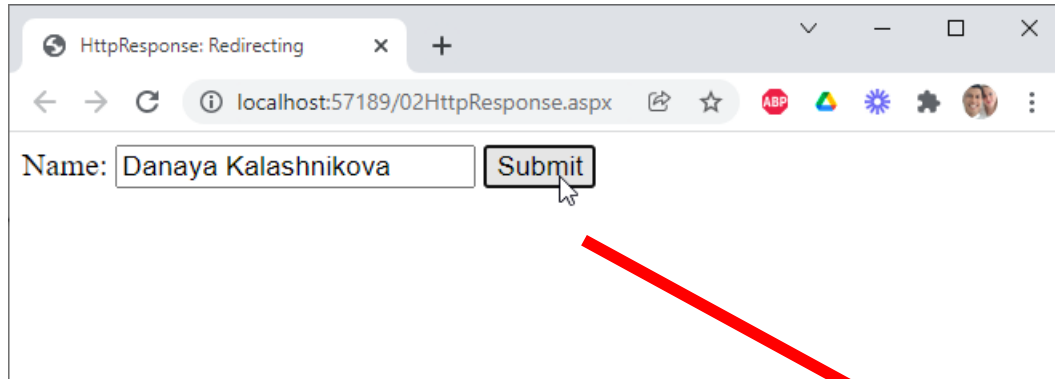 HttpResponse: Redirecting
localhost:57189/02HttpResponse.aspx ABP
Name: Danaya Kalashnikova Submit